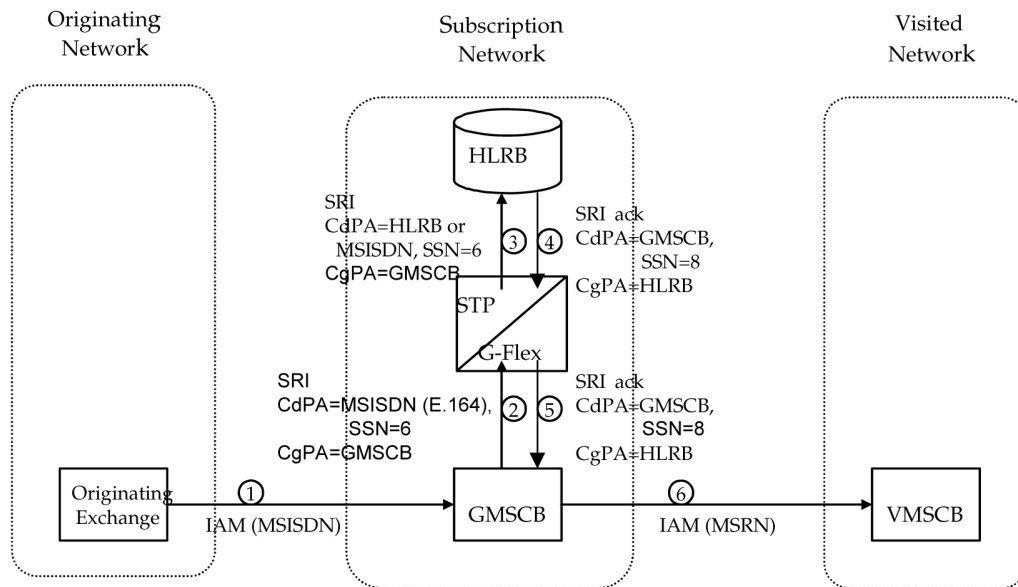 Originating
Network
Subscription
Network
Visited
Network
HLRB
SRI
CdPA=HLRB or
MSISDN, SSN=6
CgPA=GMSCB
3
4
SRI ack
CdPA=GMSCB,
SSN=8
CgPA=HLRB
STP
G-Flex
SRI
CdPA=MSISDN (E.164),
SSN=6
CgPA=GMSCB
2
5
SRI ack
CdPA=GMSCB,
SSN=8
CgPA=HLRB
Originating
Exchange
1
IAM (MSISDN)
GMSCB
6
IAM (MSRN)
VMSCB